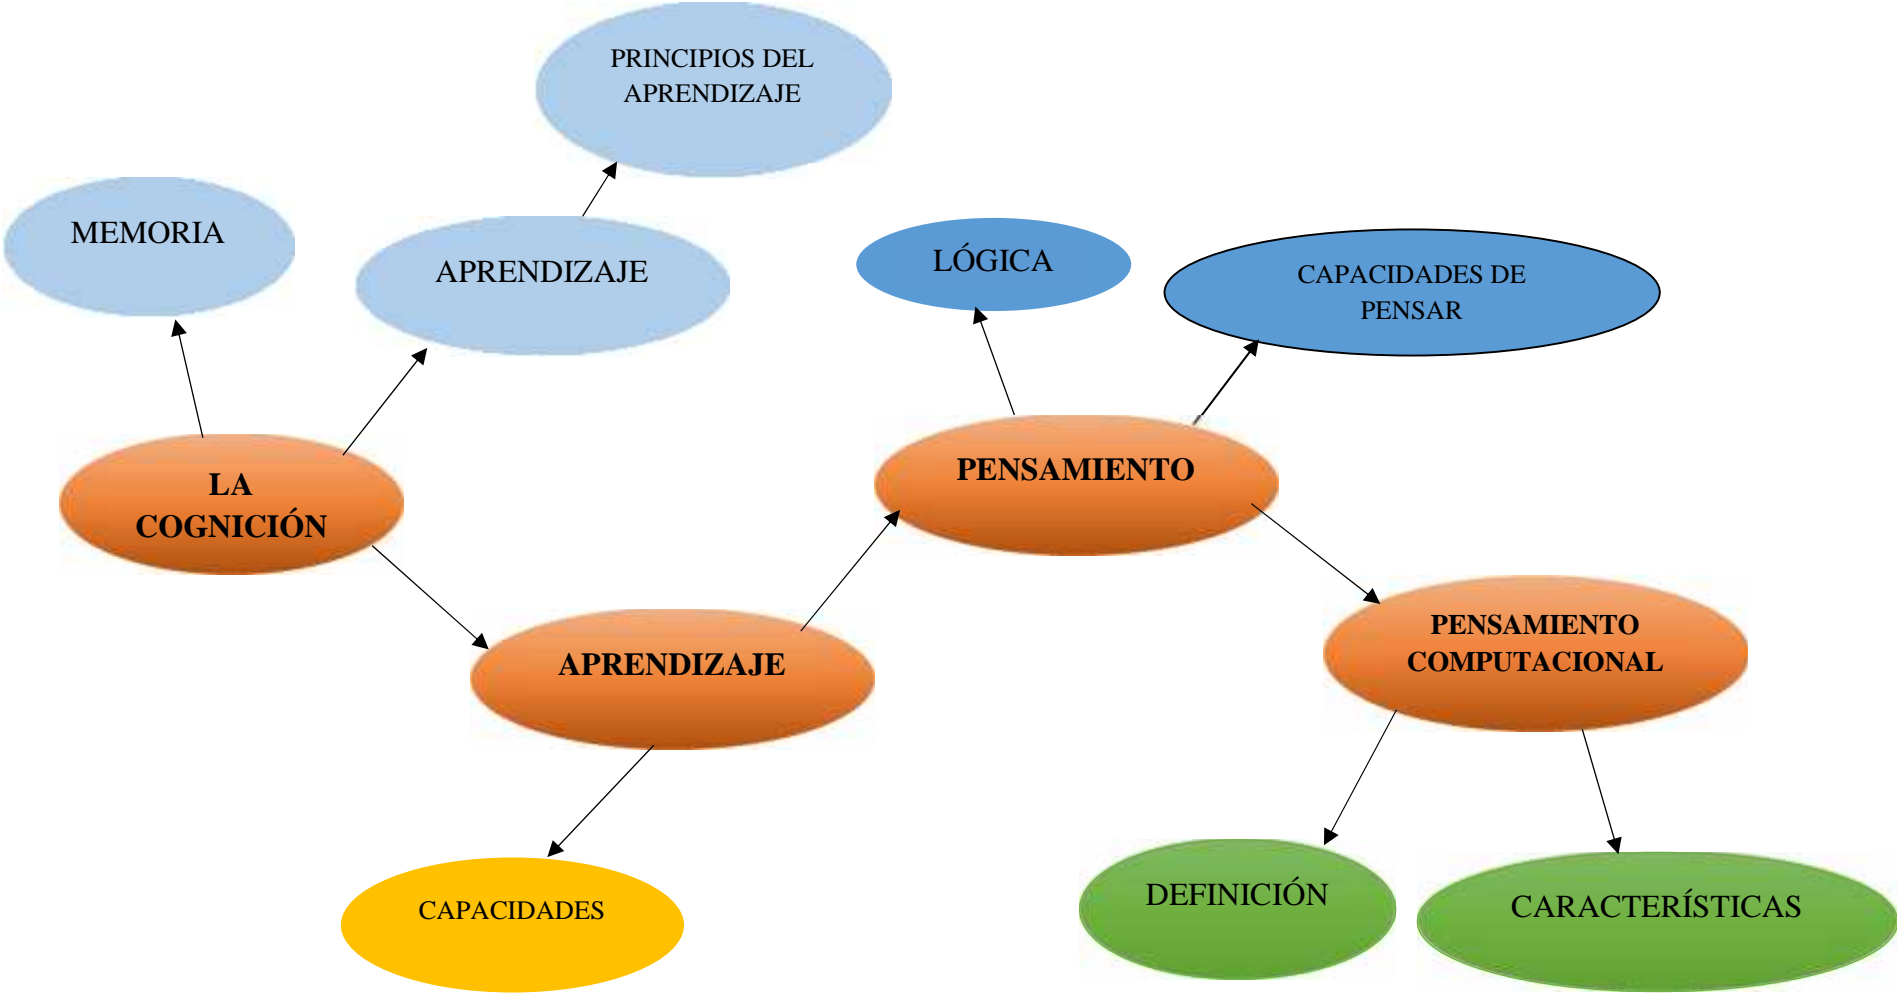 PRINCIPIOS DEL
APRENDIZAJE
MEMORIA
APRENDIZAJE
LÓGICA
CAPACIDADES DE
PENSAR
LA
COGNICIÓN
PENSAMIENTO
APRENDIZAJE
PENSAMIENTO
COMPUTACIONAL
CAPACIDADES
DEFINICIÓN
CARACTERÍSTICAS